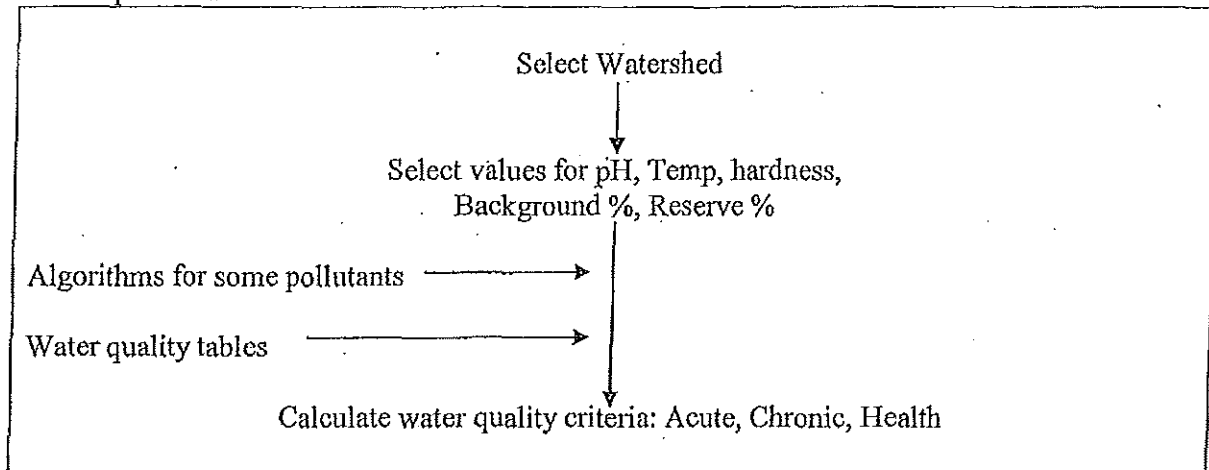 Select Watershed
Select values for pH, Temp, hardness,
Background %, Reserve %
Algorithms for some pollutants
Water quality tables
Calculate water quality criteria: Acute, Chronic, Health